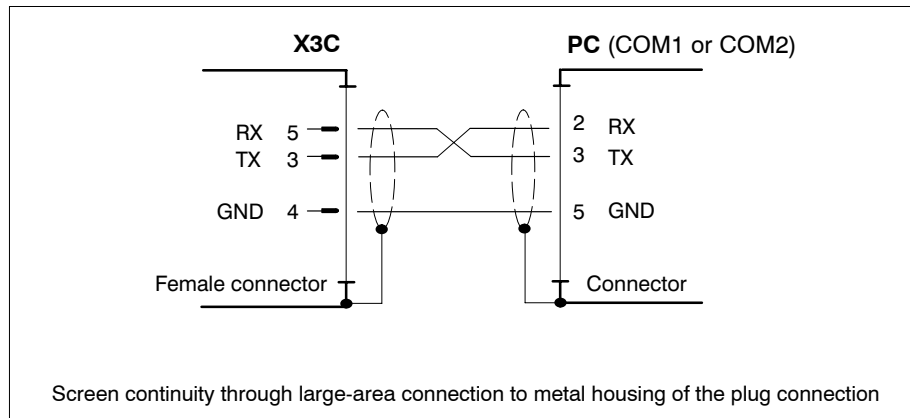 X3C PC (COM1 or COM2)
RX 5 2 RX
TX 3 3 TX
GND 4 5 GND
Female connector Connector
Screen continuity through large-area connection to metal housing of the plug connection